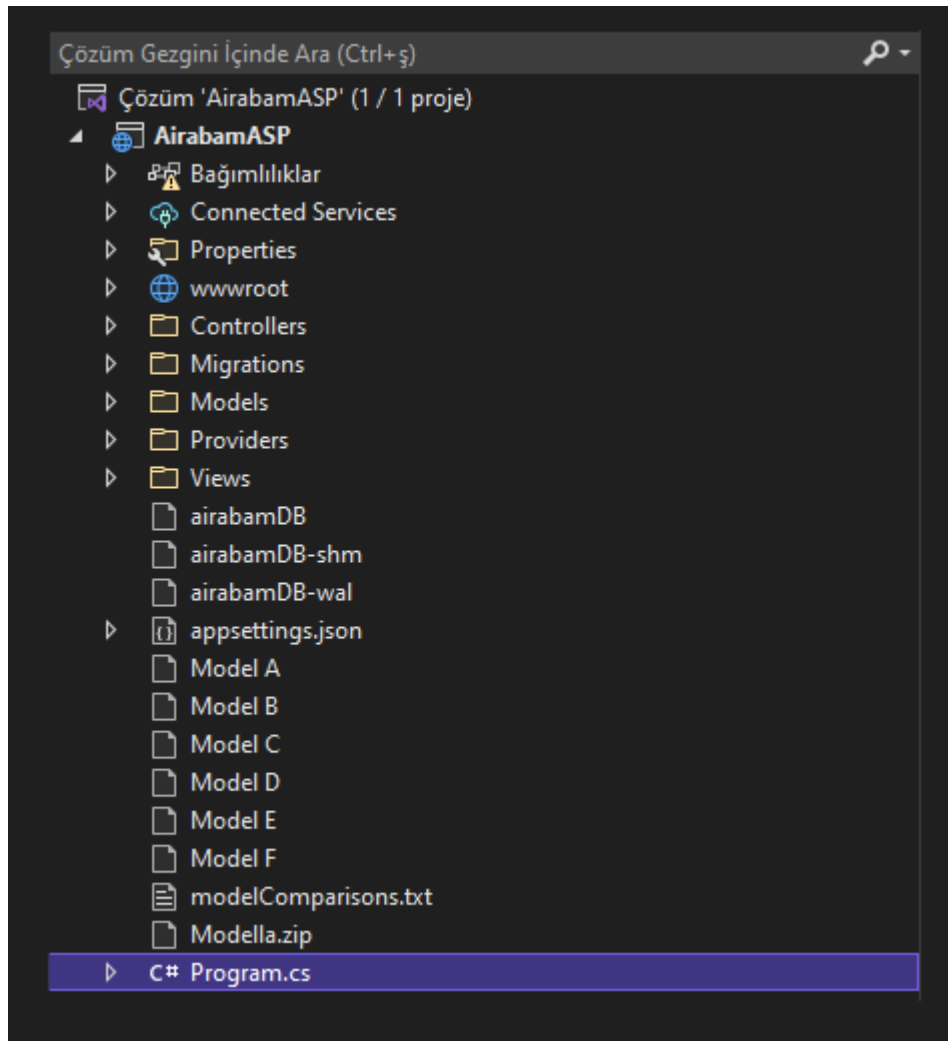 Çözüm Gezgini İçinde Ara (Ctrl+ş)
Çözüm 'AirabamASP' (1 / 1 proje)
AirabamASP
Bağımlılıklar
Connected Services
Properties
wwwroot
Controllers
Migrations
Models
Providers
Views
airabamDB
airabamDB-shm
airabamDB-wal
appsettings.json
Model A
Model B
Model C
Model D
Model E
Model F
modelComparisons.txt
Modella.zip
C# Program.cs